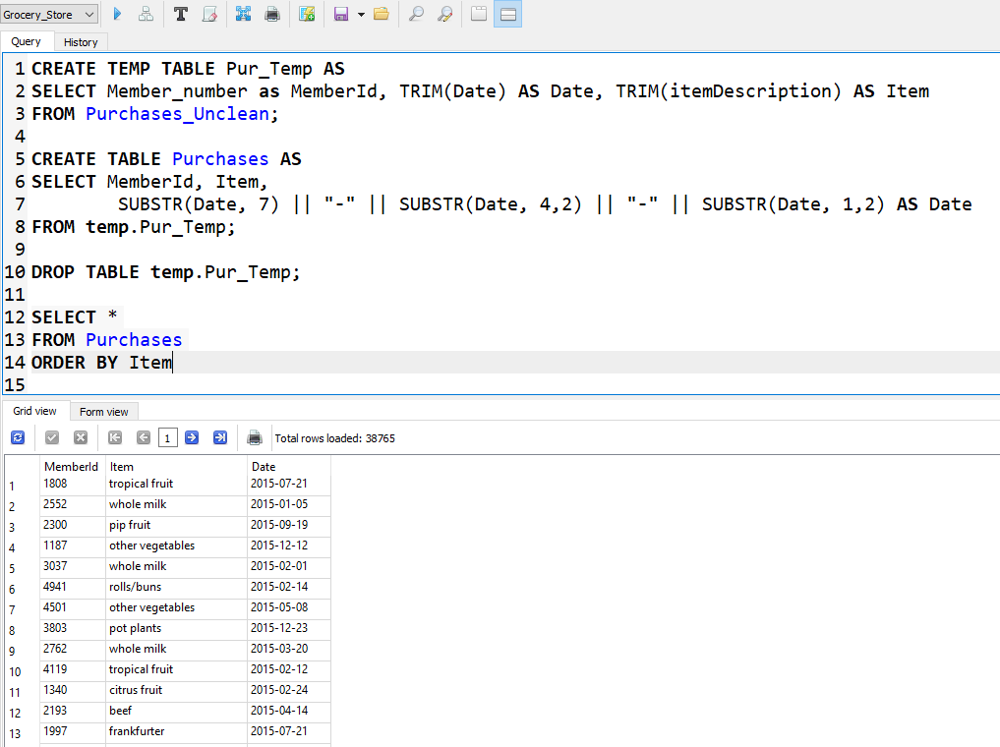 Grocery_Store
Query History
1 CREATE TEMP TABLE Pur_Temp AS
2 SELECT Member_number as MemberId, TRIM(Date) AS Date, TRIM(itemDescription) AS Item
3 FROM Purchases_Unclean;
4
5 CREATE TABLE Purchases AS
6 SELECT MemberId, Item,
7 SUBSTR(Date, 7) || "-" || SUBSTR(Date, 4,2) || "-" || SUBSTR(Date, 1,2) AS Date
8 FROM temp.Pur_Temp;
9
10 DROP TABLE temp.Pur_Temp;
11
12 SELECT *
13 FROM Purchases
14 ORDER BY Item
15
Grid view Form view
1 Total rows loaded: 38765
MemberId Item Date
1 1808 tropical fruit 2015-07-21
2 2552 whole milk 2015-01-05
3 2300 pip fruit 2015-09-19
4 1187 other vegetables 2015-12-12
5 3037 whole milk 2015-02-01
6 4941 rolls/buns 2015-02-14
7 4501 other vegetables 2015-05-08
8 3803 pot plants 2015-12-23
9 2762 whole milk 2015-03-20
10 4119 tropical fruit 2015-02-12
11 1340 citrus fruit 2015-02-24
12 2193 beef 2015-04-14
13 1997 frankfurter 2015-07-21